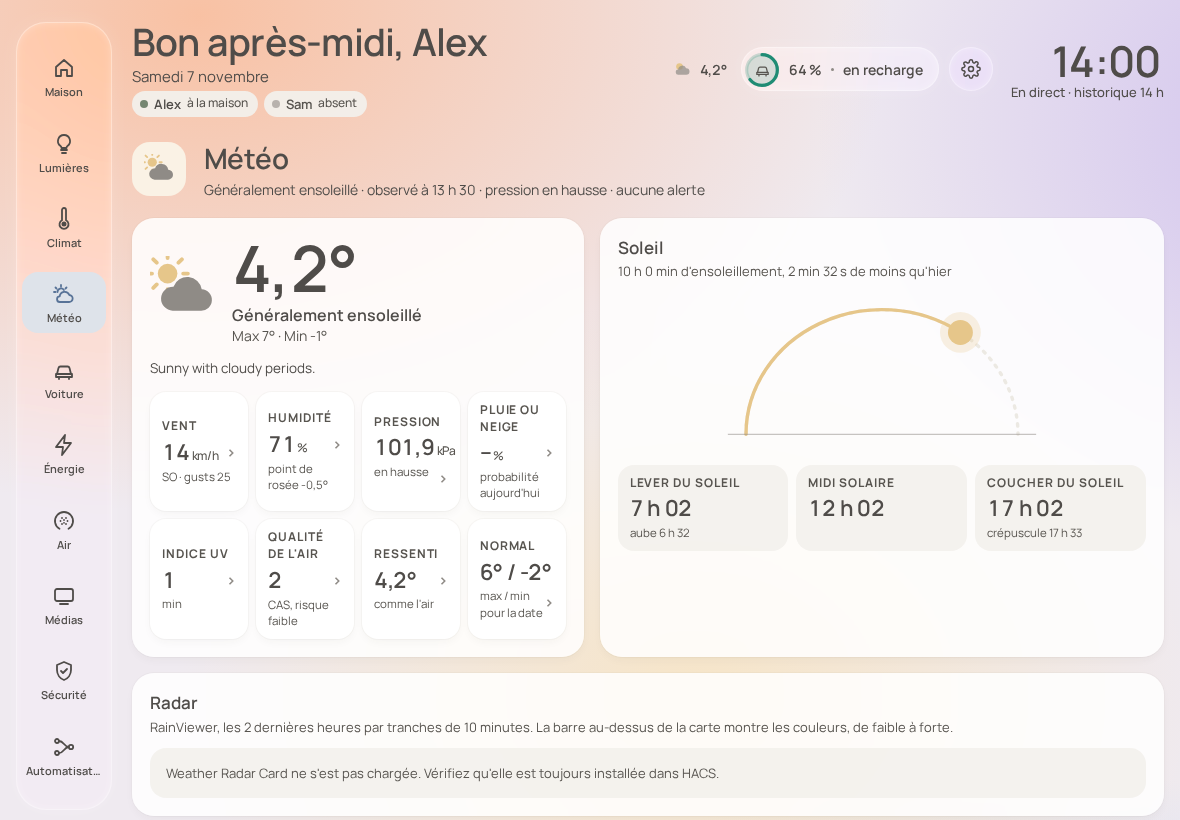 Bon après-midi, Alex
Samedi 7 novembre
Alex à la maison
Sam absent
4,2°
64 % • en recharge
14:00
En direct · historique 14 h
Maison
Lumières
Climat
Météo
Voiture
Énergie
Air
Médias
Sécurité
Automatisat...
Météo
Généralement ensoleillé · observé à 13 h 30 · pression en hausse · aucune alerte
4,2°
Généralement ensoleillé
Max 7° · Min -1°
Sunny with cloudy periods.
VENT
14 km/h
SO · gusts 25
HUMIDITÉ
71 %
point de
rosée -0,5°
PRESSION
101,9 kPa
en hausse
PLUIE OU
NEIGE
–%
probabilité
aujourd'hui
INDICE UV
1
min
QUALITÉ
DE L'AIR
2
CAS, risque
faible
RESSENTI
4,2°
comme l'air
NORMAL
6° / -2°
max / min
pour la date
Soleil
10 h 0 min d'ensoleillement, 2 min 32 s de moins qu'hier
LEVER DU SOLEIL
7 h 02
aube 6 h 32
MIDI SOLAIRE
12 h 02
COUCHER DU SOLEIL
17 h 02
crépuscule 17 h 33
Radar
RainViewer, les 2 dernières heures par tranches de 10 minutes. La barre au-dessus de la carte montre les couleurs, de faible à forte.
Weather Radar Card ne s'est pas chargée. Vérifiez qu'elle est toujours installée dans HACS.